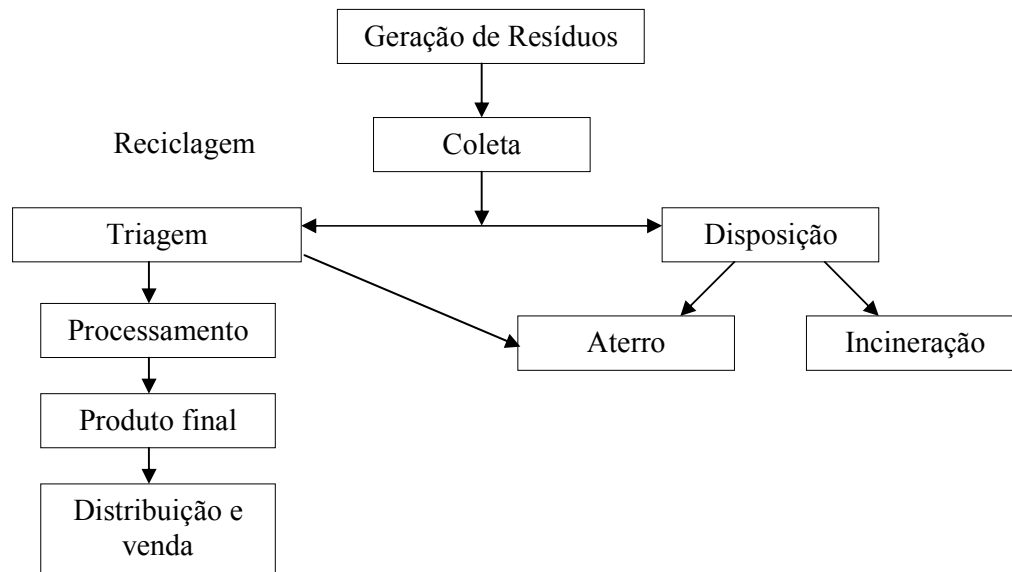 Geração de Resíduos
Reciclagem
Coleta
Triagem
Disposição
Processamento
Aterro
Incineração
Produto final
Distribuição e
venda